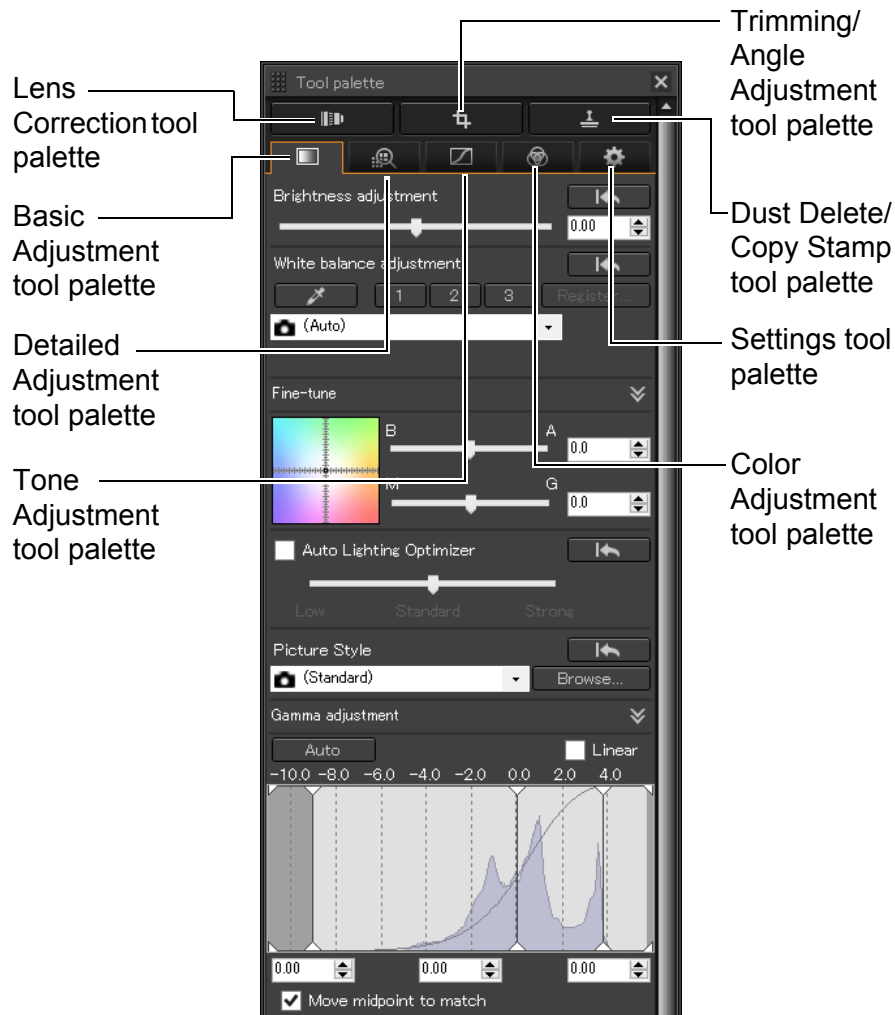 Trimming/
Angle
Adjustment
tool palette
Lens
Correction tool
palette
Basic
Adjustment
tool palette
Detailed
Adjustment
tool palette
Tone
Adjustment
tool palette
Dust Delete/
Copy Stamp
tool palette
Settings tool
palette
Color
Adjustment
tool palette
Tool palette
Brightness adjustment
0.00
White balance adjustment
1 2 3 Register...
(Auto)
Fine-tune
B A 0.0
M G 0.0
Auto Lighting Optimizer
Low Standard Strong
Picture Style
(Standard) Browse...
Gamma adjustment
Auto Linear
-10.0 -8.0 -6.0 -4.0 -2.0 0.0 2.0 4.0
0.00 0.00 0.00
Move midpoint to match